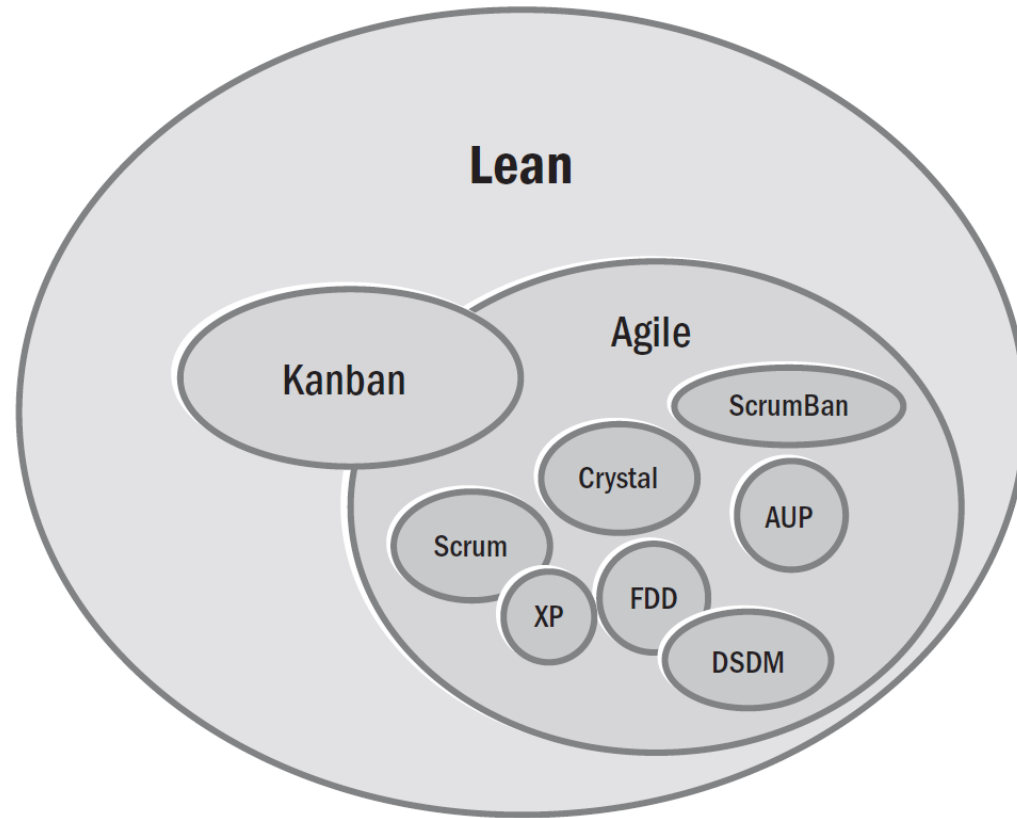 Lean
Agile
Kanban
ScrumBan
Crystal
AUP
Scrum
XP
FDD
DSDM